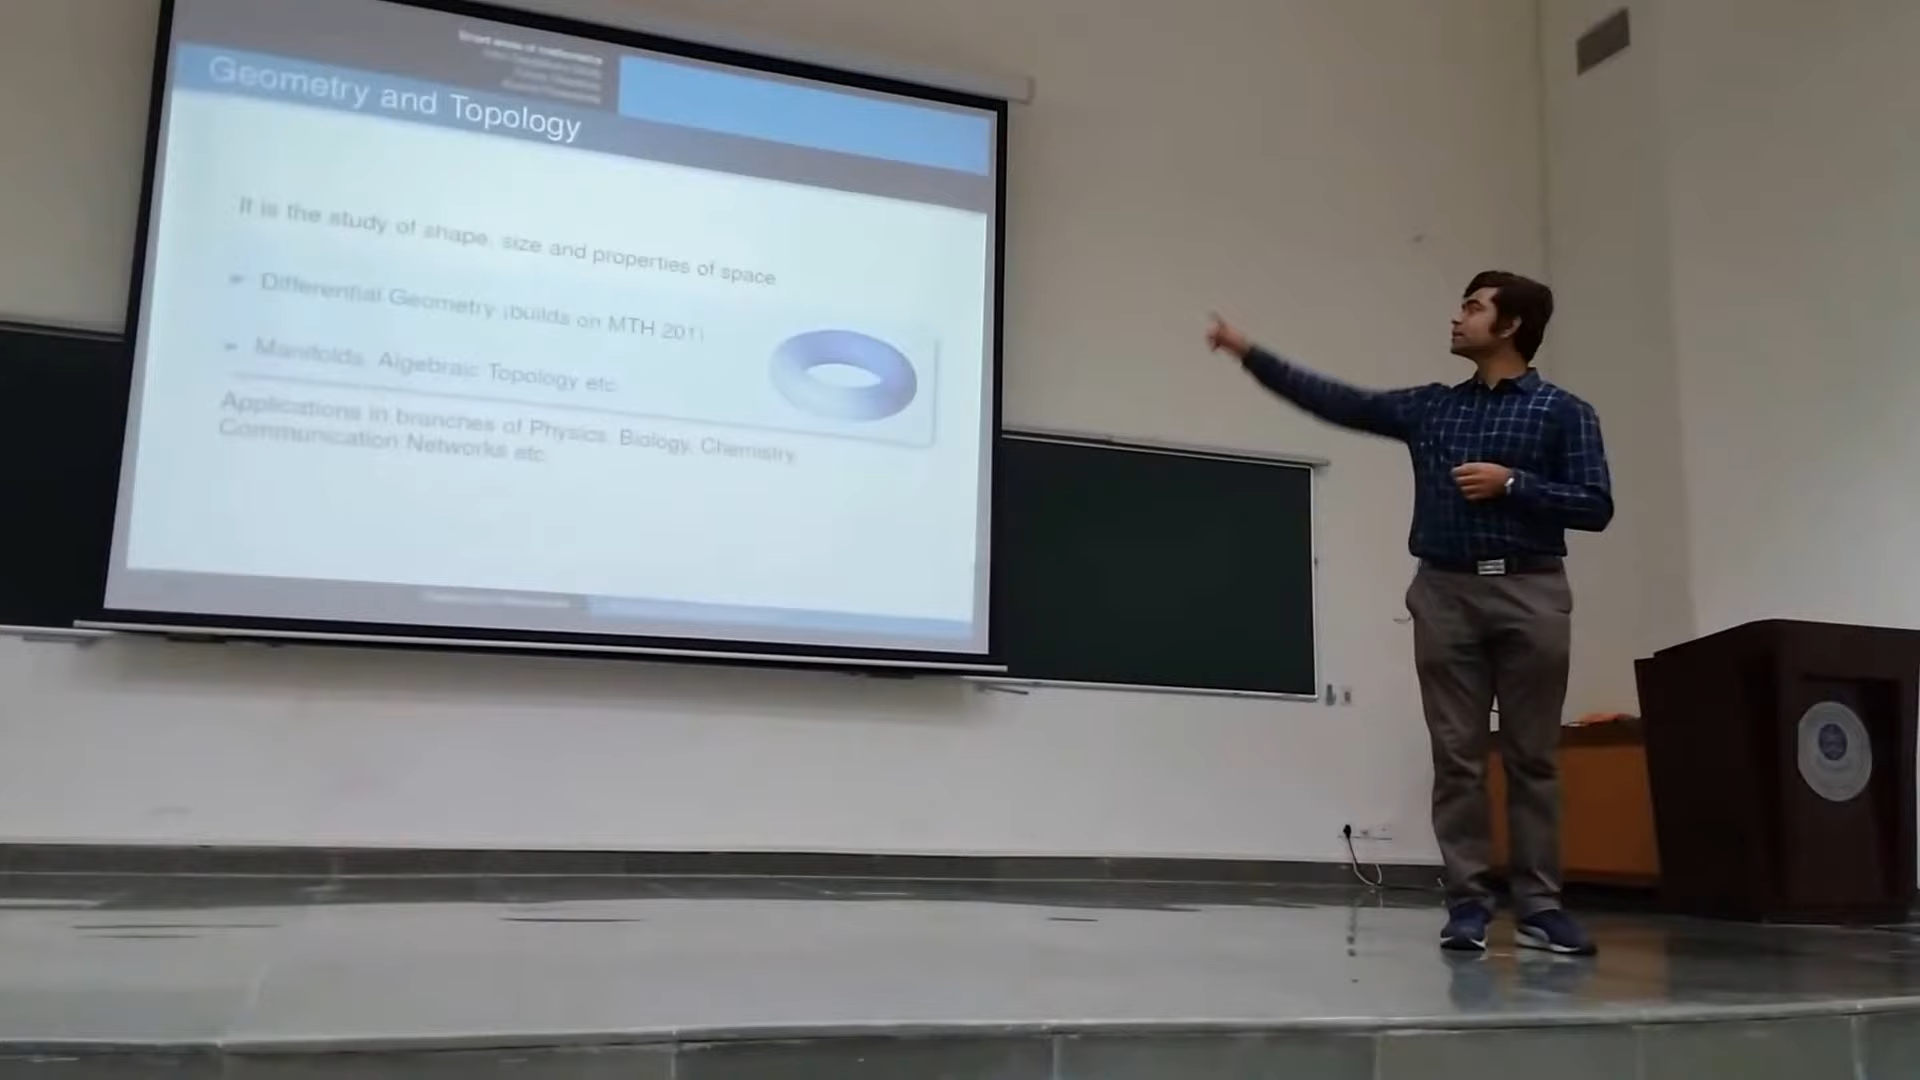 Geometry and Topology
It is the study of shape, size and properties of space
Differential Geometry (builds on MTH 201)
Manifolds, Algebraic Topology etc
Applications in branches of Physics, Biology, Chemistry
Communication Networks etc